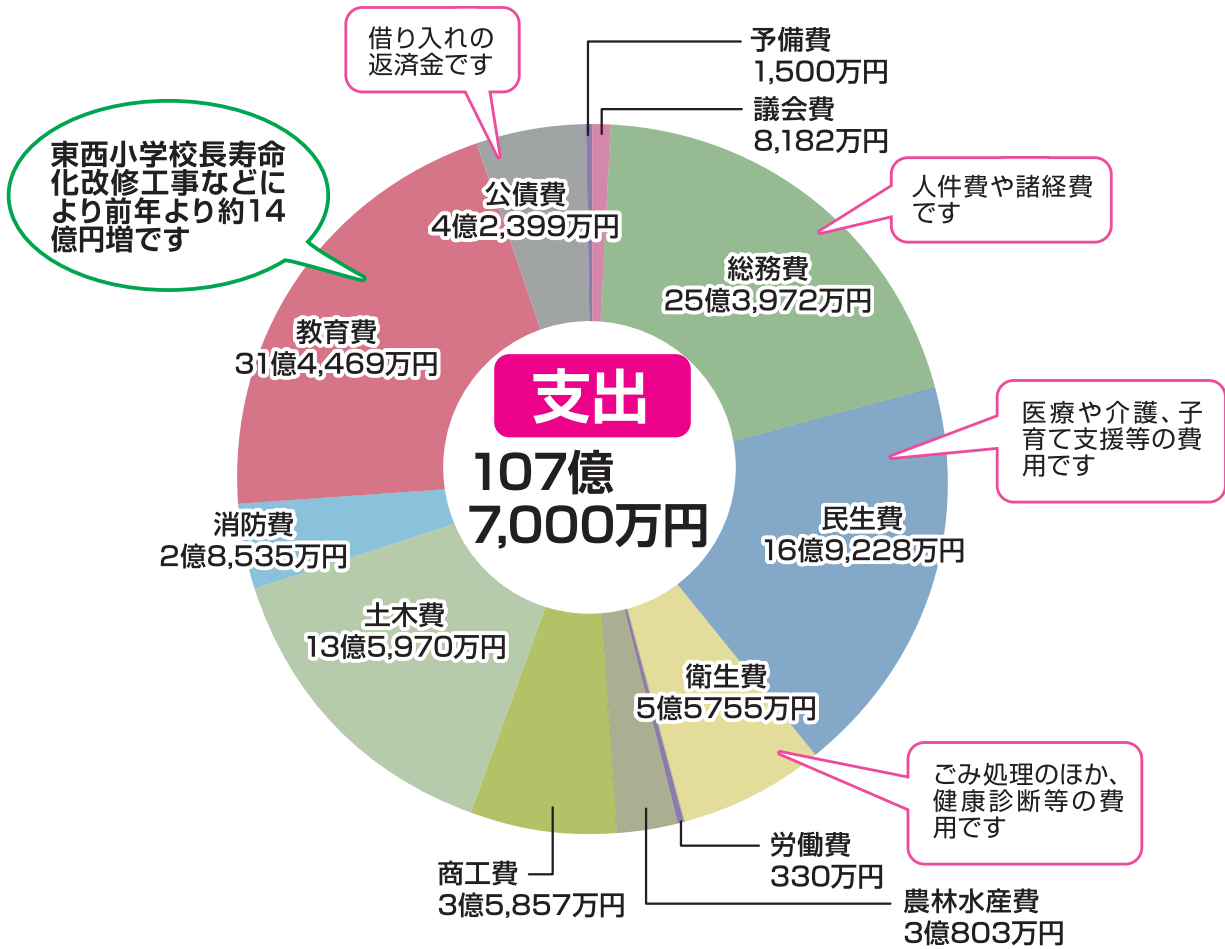 支出
107億
7,000万円
予備費
1,500万円
議会費
8,182万円
総務費
25億3,972万円
人件費や諸経費
です
民生費
16億9,228万円
医療や介護、子
育て支援等の費
用です
衛生費
5億5755万円
ごみ処理のほか、
健康診断等の費
用です
労働費
330万円
農林水産費
3億803万円
商工費
3億5,857万円
土木費
13億5,970万円
消防費
2億8,535万円
教育費
31億4,469万円
東西小学校長寿命
化改修工事などに
より前年より約14
億円増です
公債費
4億2,399万円
借り入れの
返済金です